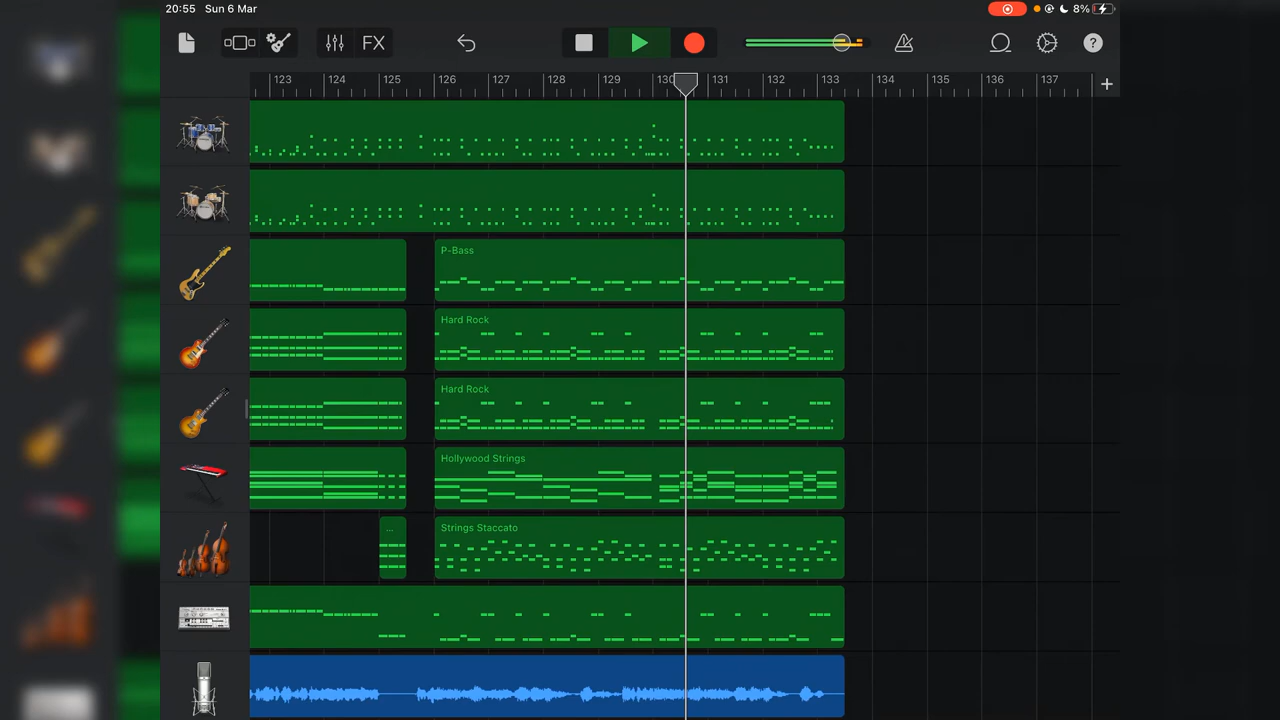 20:55 Sun 6 Mar 8%
FX ?
123 124 125 126 127 128 129 130 131 132 133 134 135 136 137 +
P-Bass
Hard Rock
Hard Rock
Hollywood Strings
... Strings Staccato